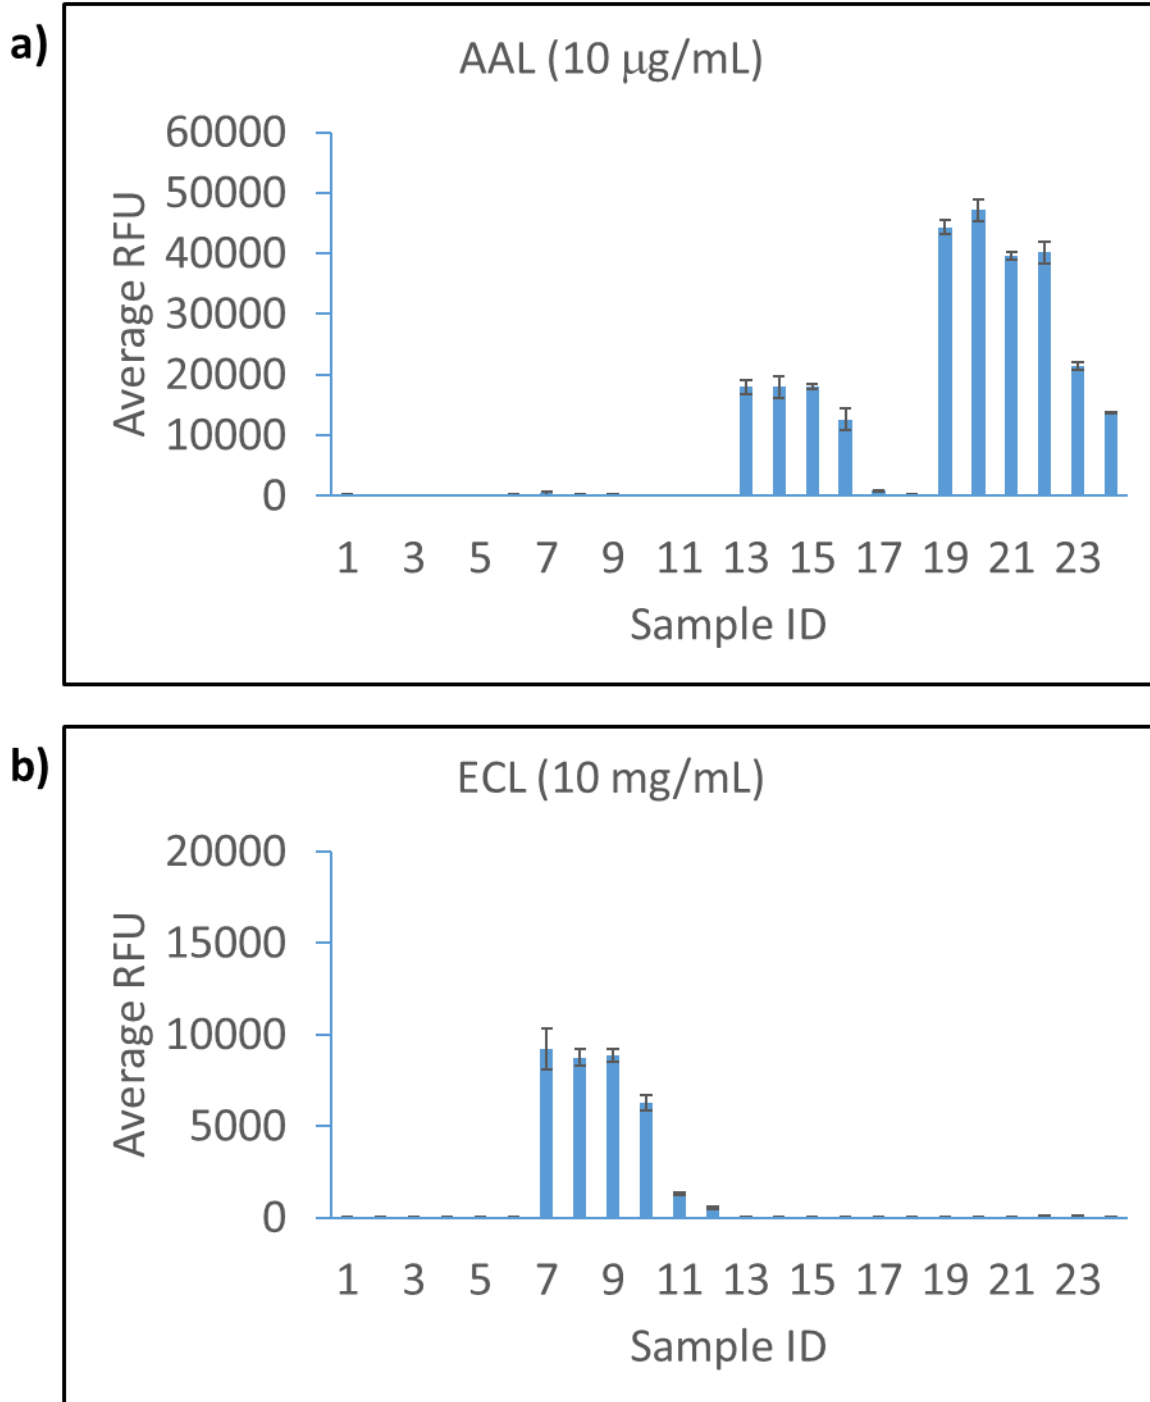 a)
AAL (10 μg/mL)
60000
50000
40000
30000
20000
10000
0
Average RFU
1 3 5 7 9 11 13 15 17 19 21 23
Sample ID
b)
ECL (10 mg/mL)
20000
15000
10000
5000
0
Average RFU
1 3 5 7 9 11 13 15 17 19 21 23
Sample ID